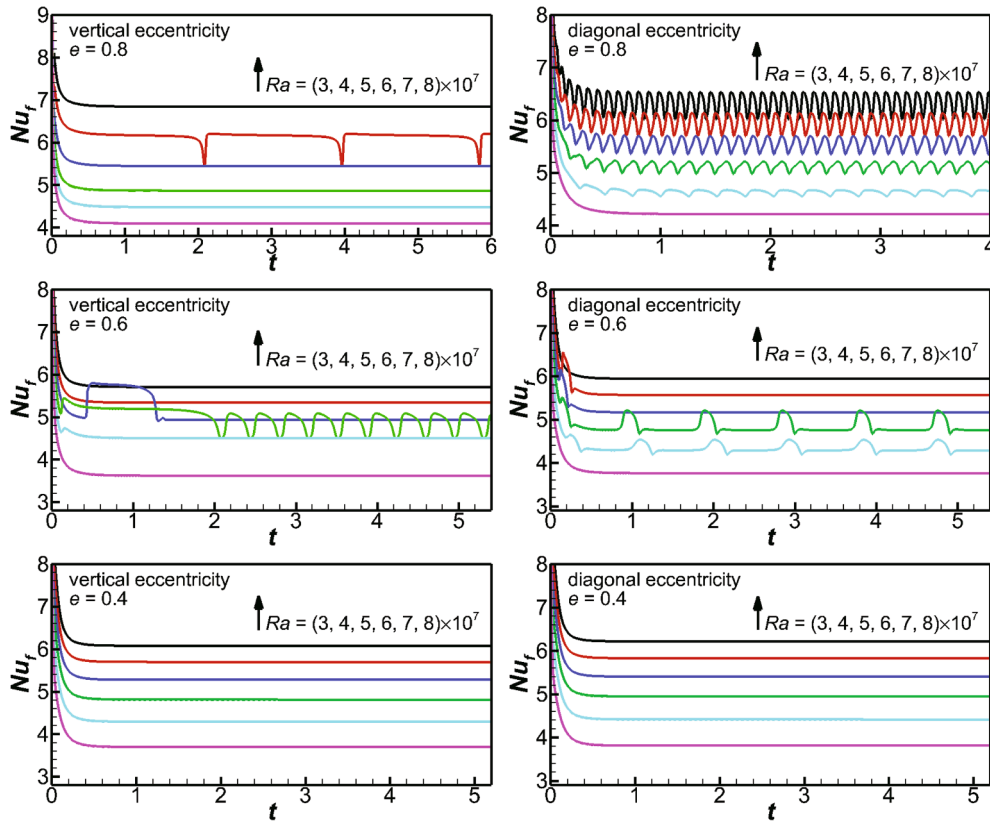 vertical eccentricity
e = 0.8
Ra = (3, 4, 5, 6, 7, 8)×10⁷
Nu_f
9
8
7
6
5
4
0 1 2 3 4 5 6
t
diagonal eccentricity
e = 0.8
Ra = (3, 4, 5, 6, 7, 8)×10⁷
Nu_f
8
7
6
5
4
0 1 2 3 4
t
vertical eccentricity
e = 0.6
Ra = (3, 4, 5, 6, 7, 8)×10⁷
Nu_f
8
7
6
5
4
3
0 1 2 3 4 5
t
diagonal eccentricity
e = 0.6
Ra = (3, 4, 5, 6, 7, 8)×10⁷
Nu_f
8
7
6
5
4
3
0 1 2 3 4 5
t
vertical eccentricity
e = 0.4
Ra = (3, 4, 5, 6, 7, 8)×10⁷
Nu_f
8
7
6
5
4
3
0 1 2 3 4 5
t
diagonal eccentricity
e = 0.4
Ra = (3, 4, 5, 6, 7, 8)×10⁷
Nu_f
8
7
6
5
4
3
0 1 2 3 4 5
t